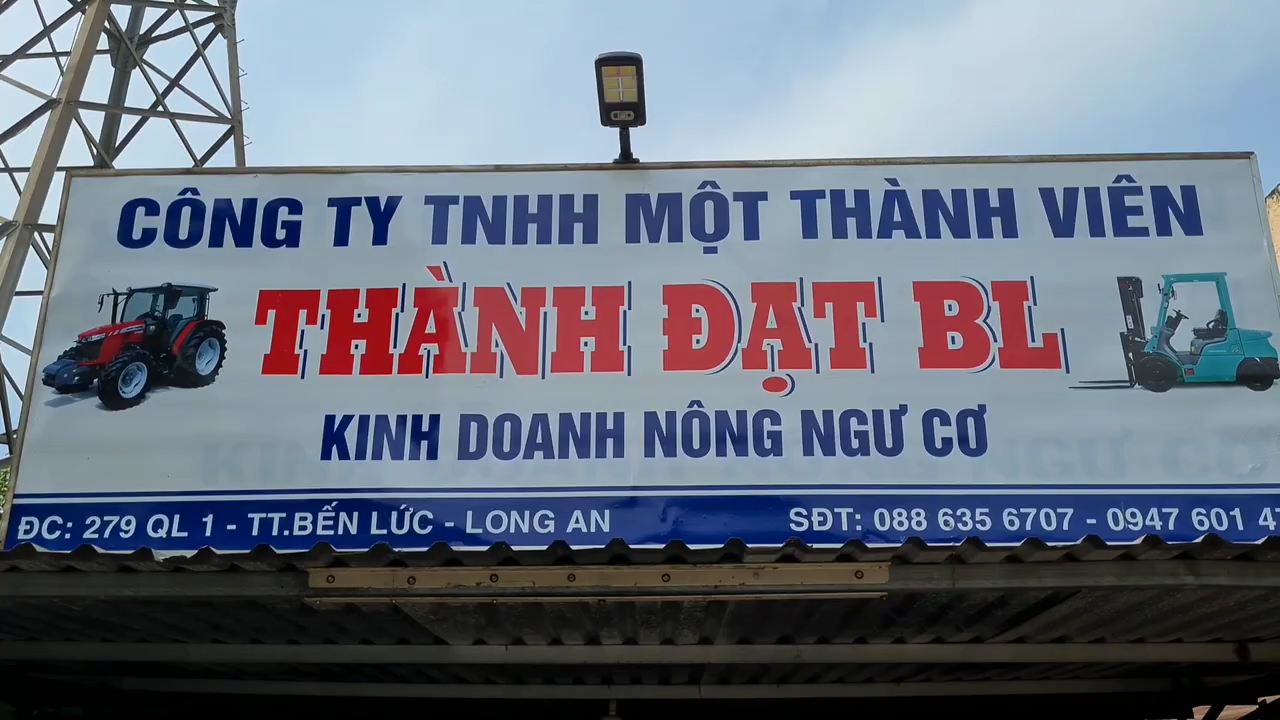 CÔNG TY TNHH MỘT THÀNH VIÊN
THÀNH ĐẠT BL
KINH DOANH NÔNG NGƯ CƠ
ĐC: 279 QL 1 - TT.BẾN LỨC - LONG AN SĐT: 088 635 6707 - 0947 601